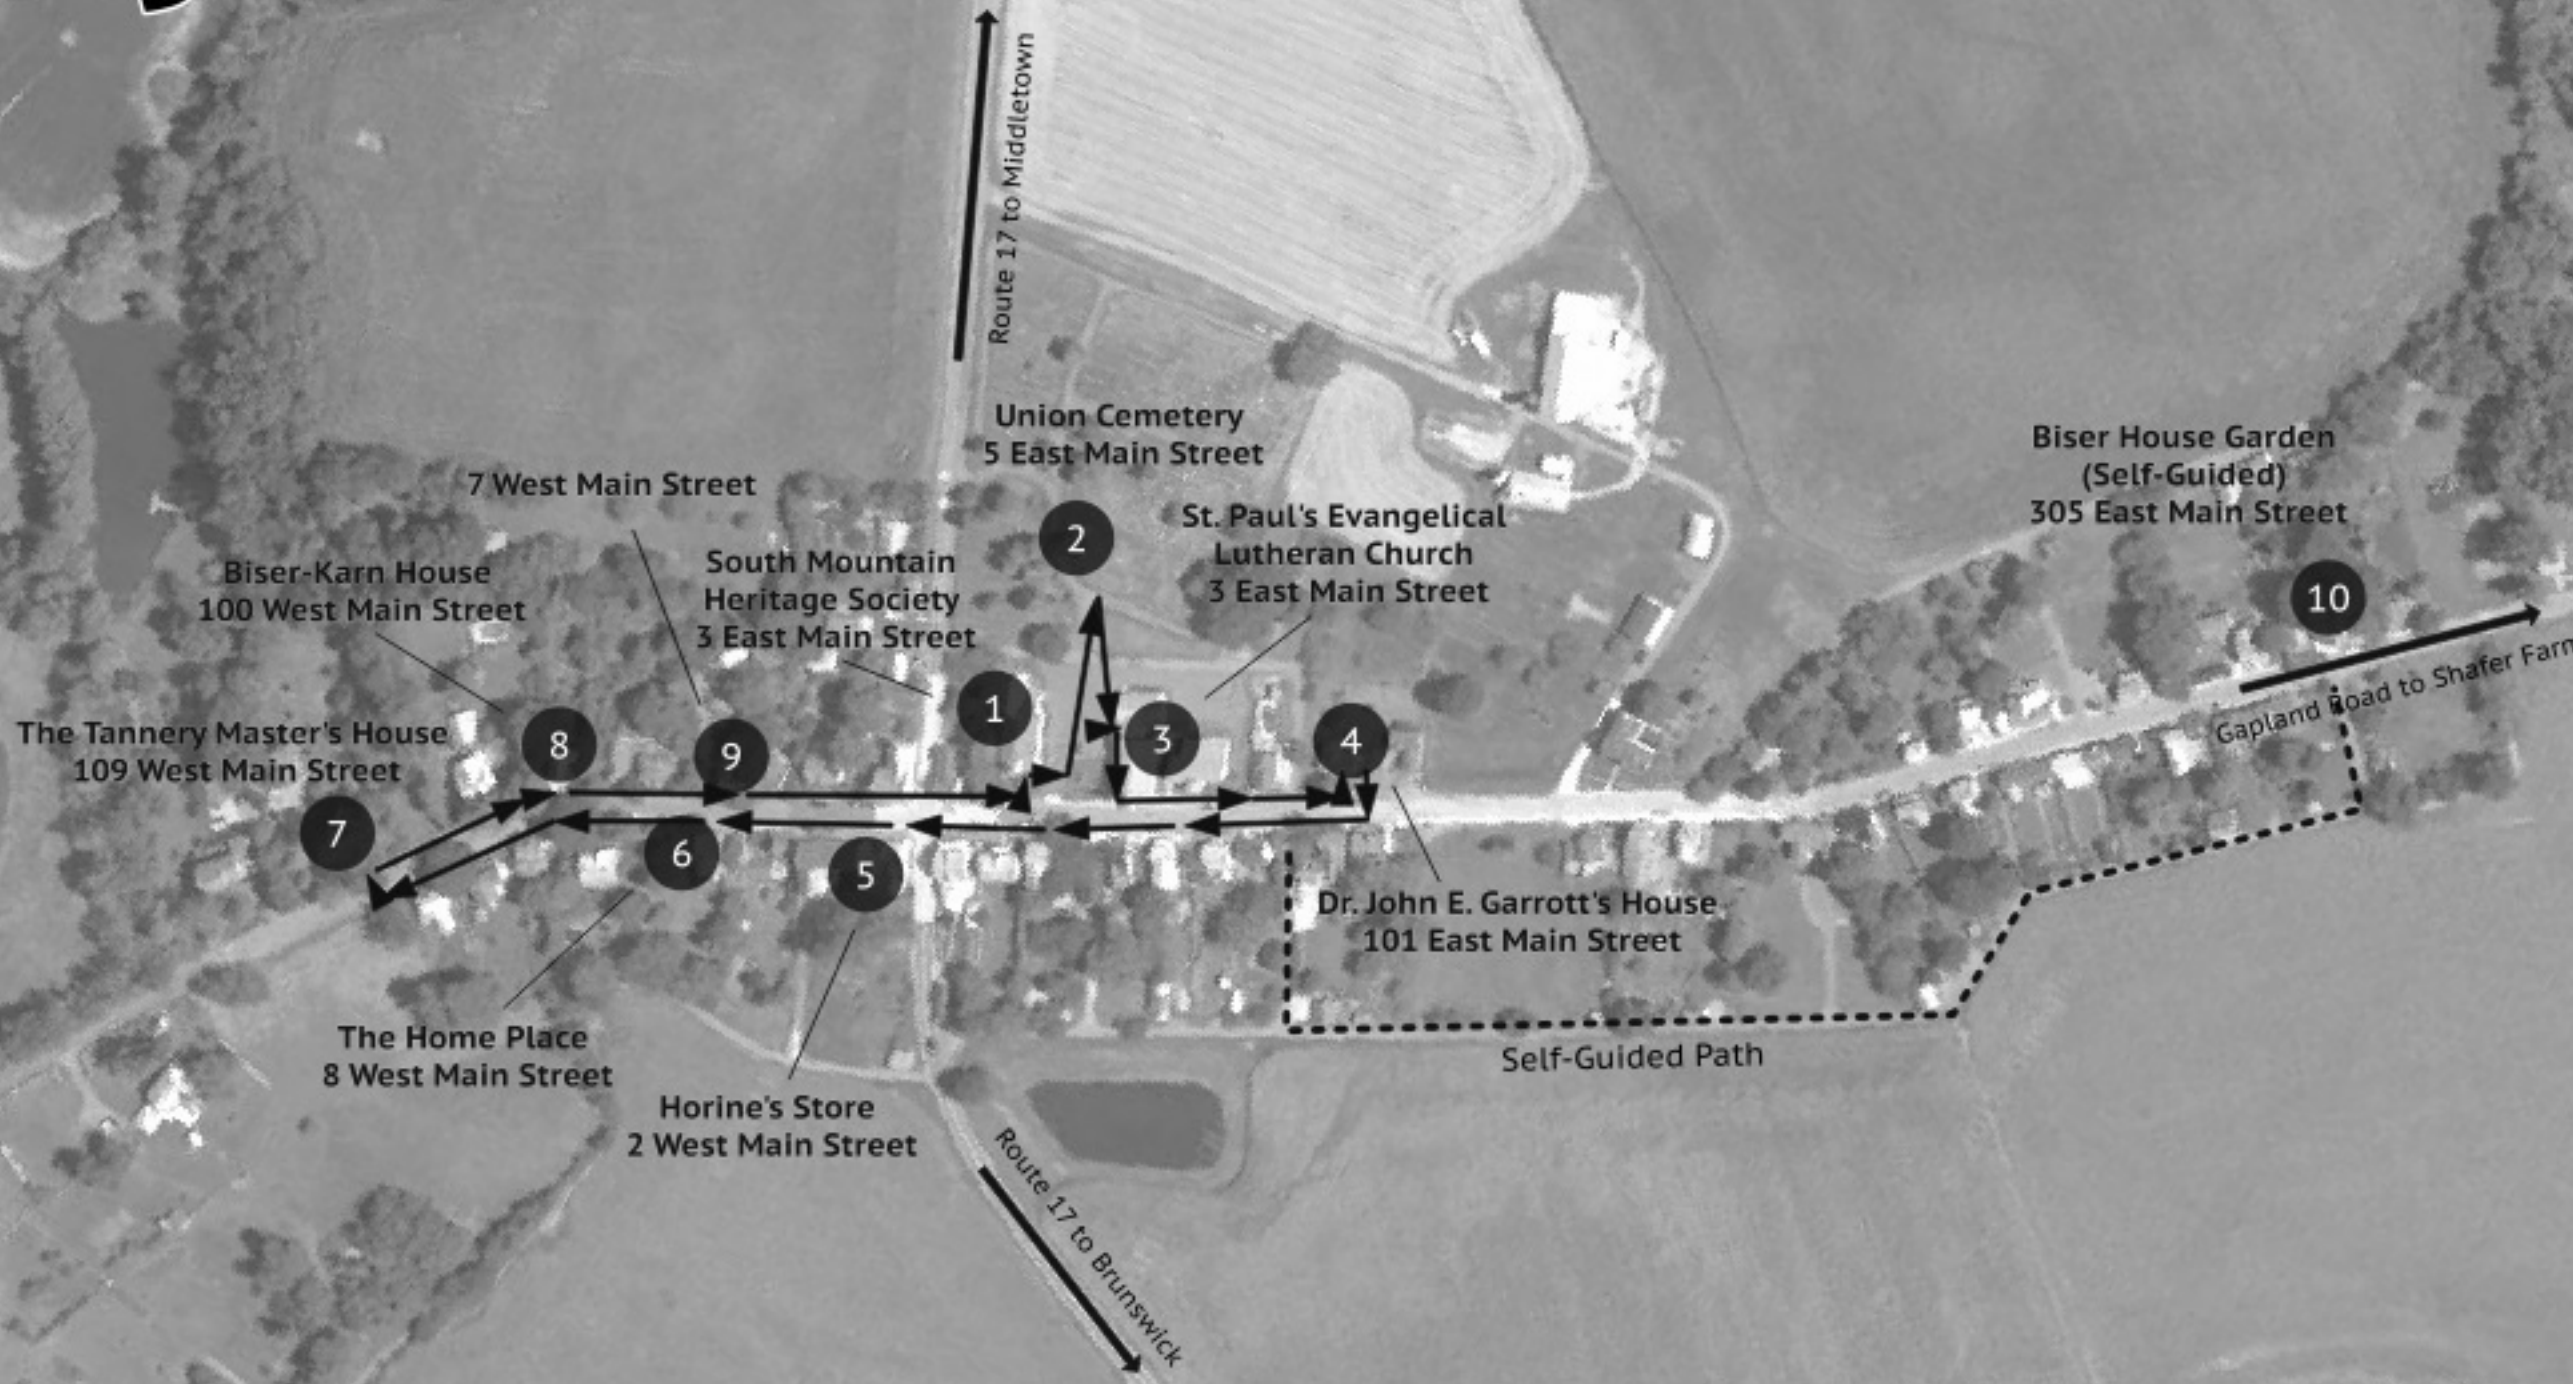 Route 17 to Middletown
Union Cemetery
5 East Main Street
Biser House Garden
(Self-Guided)
305 East Main Street
7 West Main Street
St. Paul's Evangelical
Lutheran Church
3 East Main Street
2
South Mountain
Heritage Society
3 East Main Street
Biser-Karn House
100 West Main Street
10
Gapland Road to Shafer Farm
The Tannery Master's House
109 West Main Street
1
3
4
8
9
7
6
5
Dr. John E. Garrott's House
101 East Main Street
The Home Place
8 West Main Street
Self-Guided Path
Horine's Store
2 West Main Street
Route 17 to Brunswick